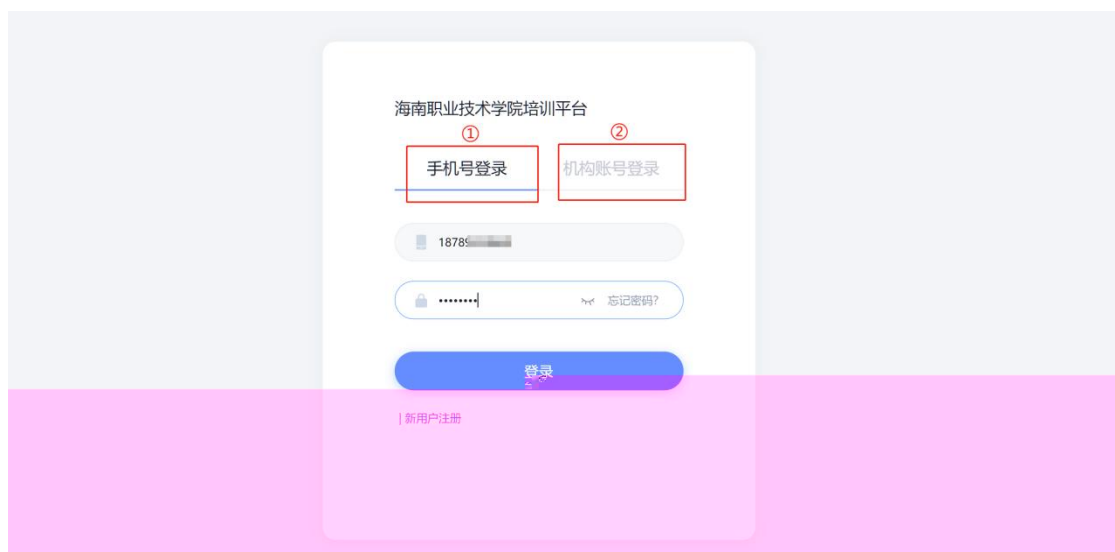 海南职业技术学院培训平台
① ②
手机号登录 机构账号登录
1878
•••••••• 忘记密码?
登录
| 新用户注册